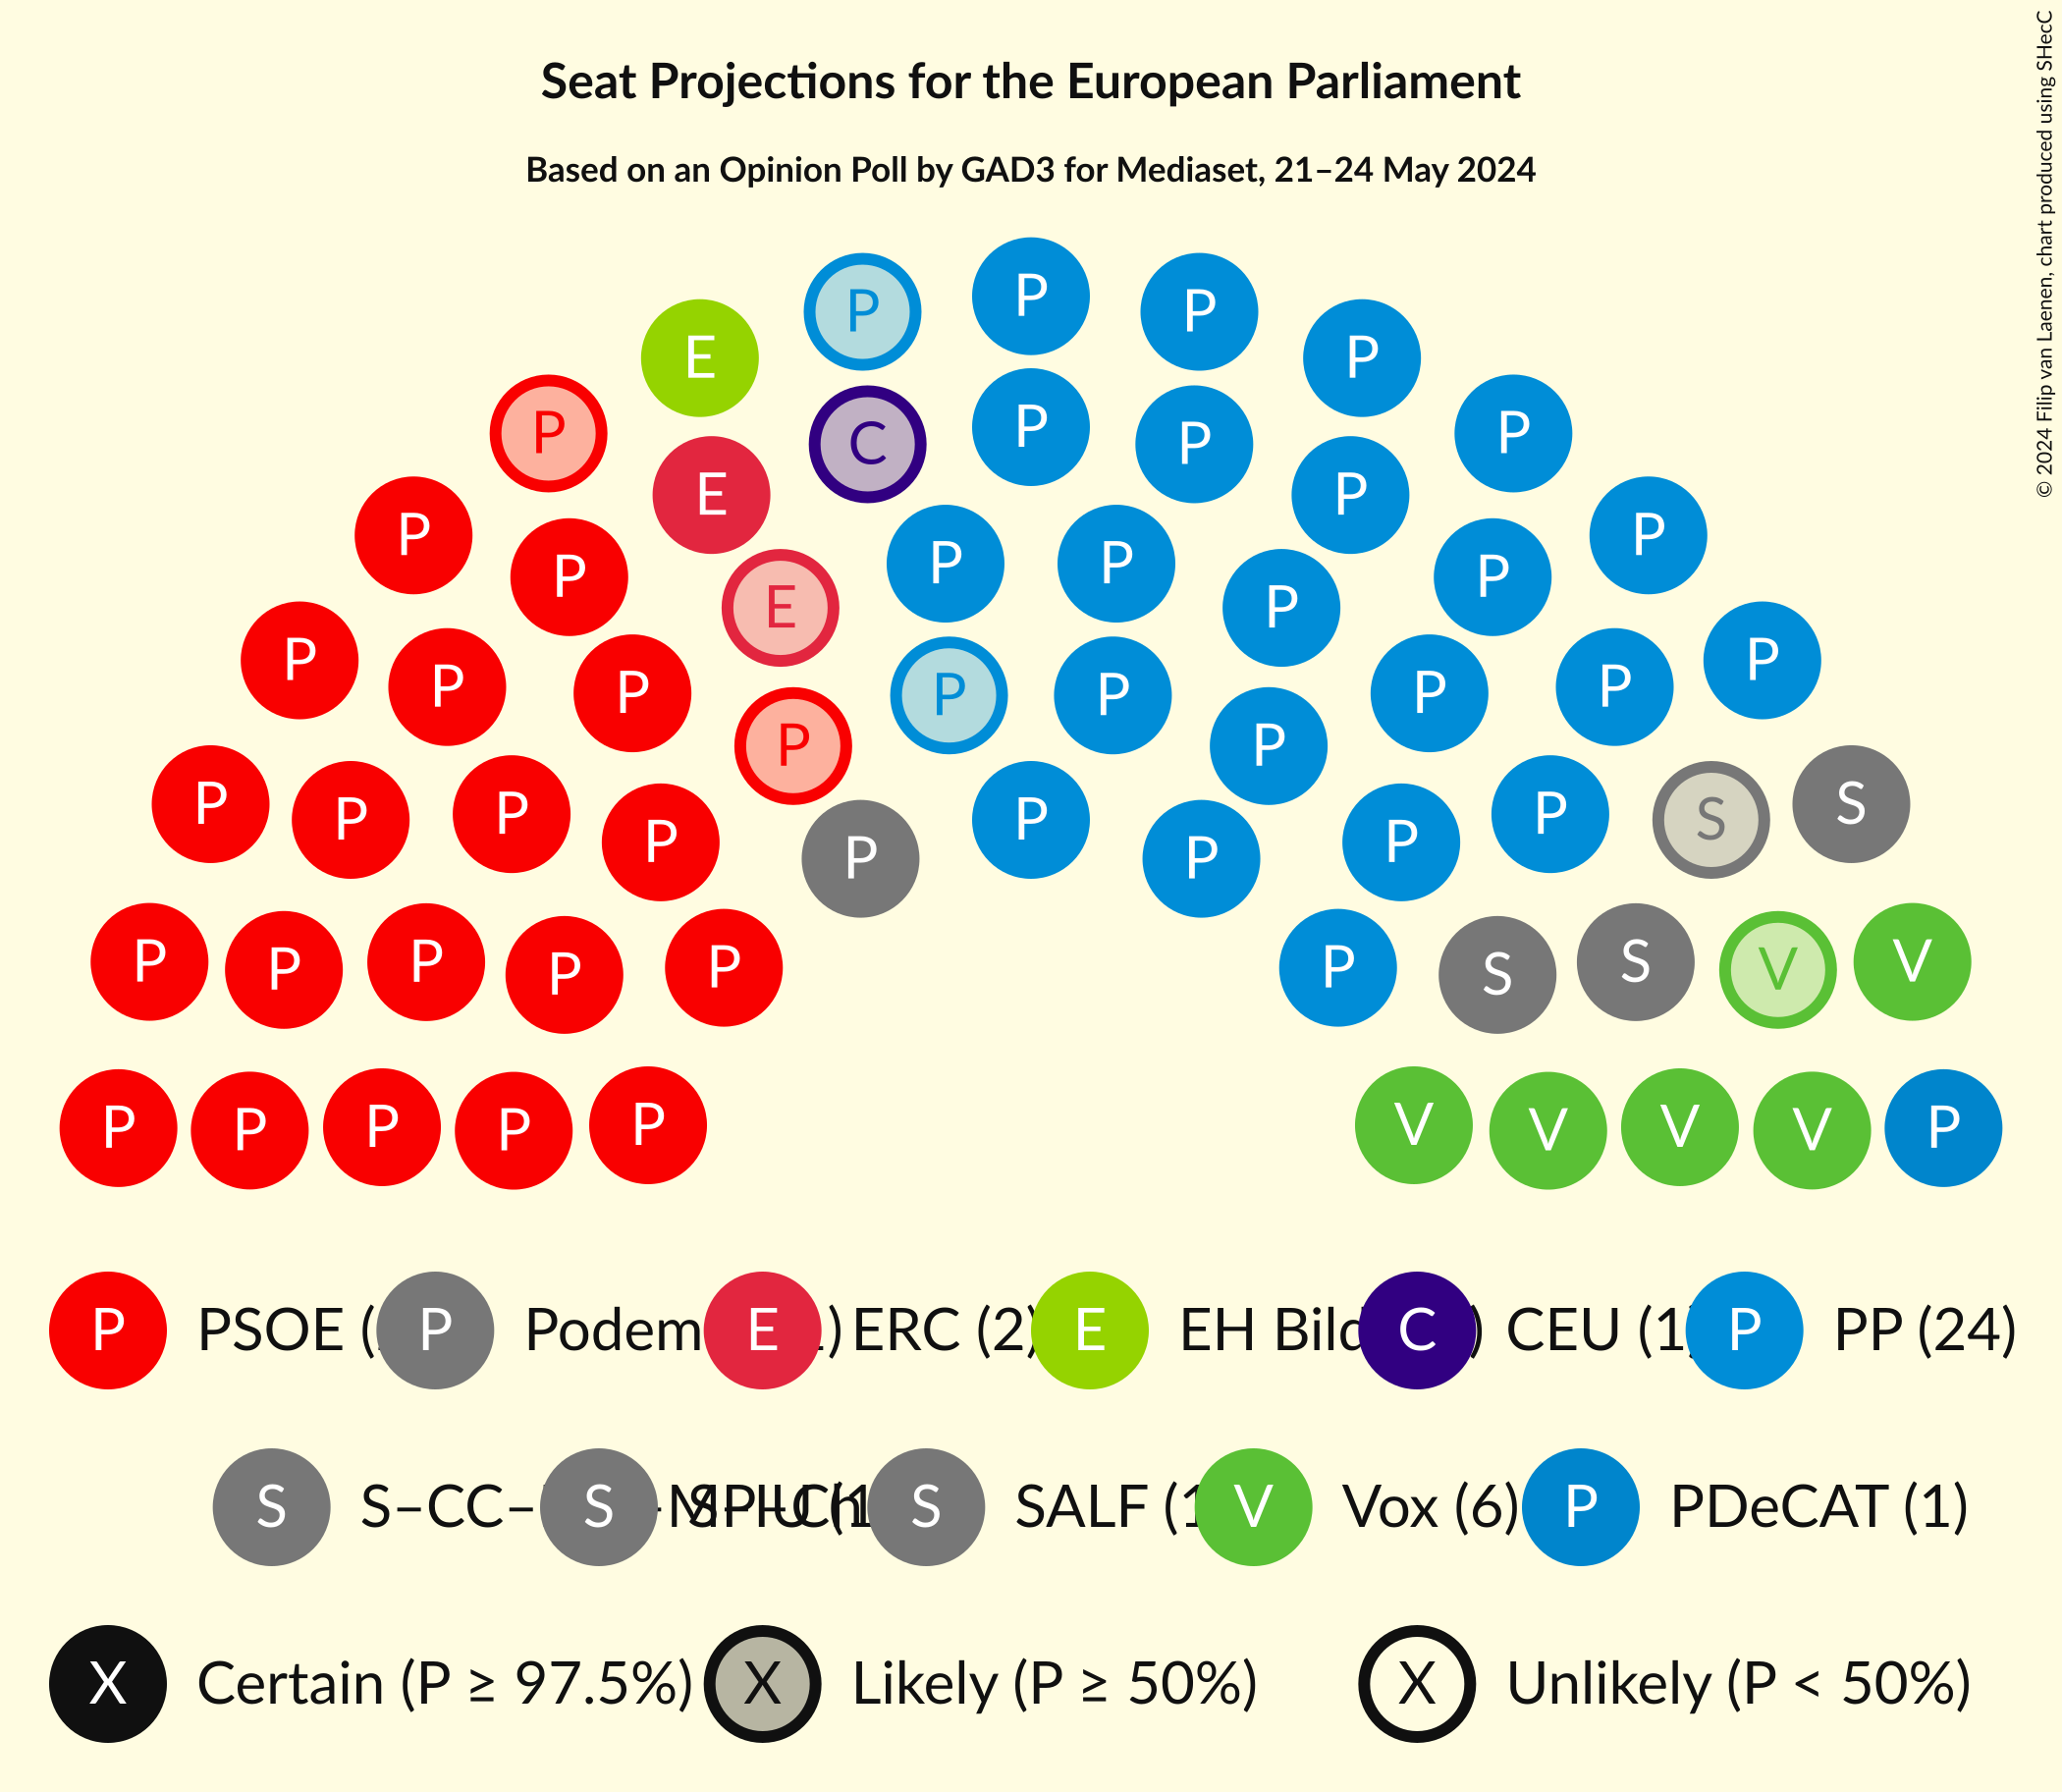 Seat Projections for the European Parliament
Based on an Opinion Poll by GAD3 for Mediaset, 21–24 May 2024
© 2024 Filip van Laenen, chart produced using SHecC
P
P P
E P
P C P P P
E P
P P
P P
P P
E P
P P
P P P P P P
P P
P S
P P P P S
P P
P P
P P P P P P S S V V
P P P P P V V V V P
P PSOE ( P Podem ) E ERC (2) E EH Bild ) C CEU (1 P PP (24)
S S–CC– S S SALF (1 V Vox (6) P PDeCAT (1)
X Certain (P ≥ 97.5%) X Likely (P ≥ 50%) X Unlikely (P < 50%)